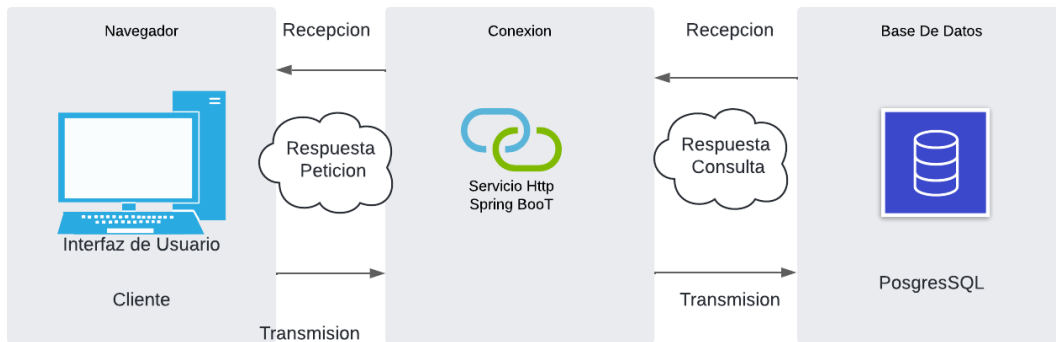 Navegador
Recepcion
Conexion
Recepcion
Base De Datos
Respuesta
Peticion
Respuesta
Consulta
Servicio Http
Spring BooT
Interfaz de Usuario
Cliente
Transmision
Transmision
PosgresSQL